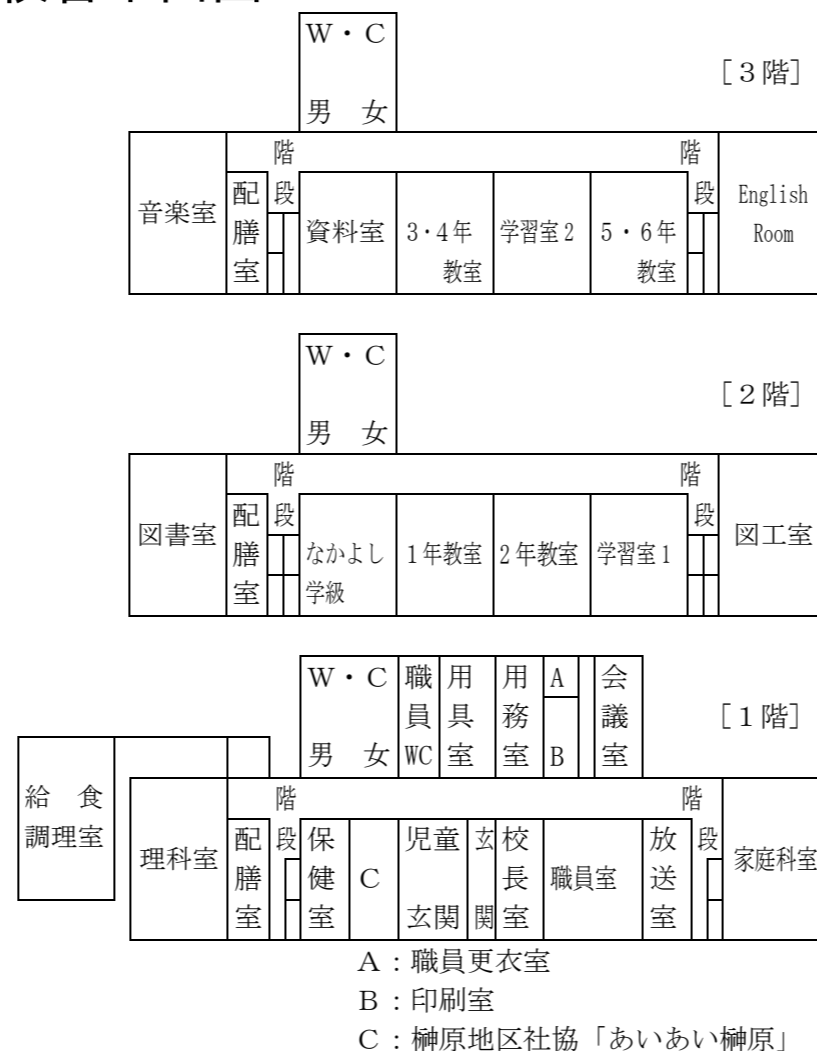 W・C
[3階]
男 女
階 階
音楽室 配膳室 段 資料室 3・4年教室 学習室2 5・6年教室 段 English Room
W・C
[2階]
男 女
階 階
図書室 配膳室 段 なかよし学級 1年教室 2年教室 学習室1 段 図工室
W・C 職員WC 用具室 用務室 A 会議室
[1階]
男 女 B
給食調理室
階 階
理科室 配膳室 段 保健室 C 児童玄関 玄関 校長室 職員室 放送室 段 家庭科室
A：職員更衣室
B：印刷室
C：榊原地区社協「あいあい榊原」